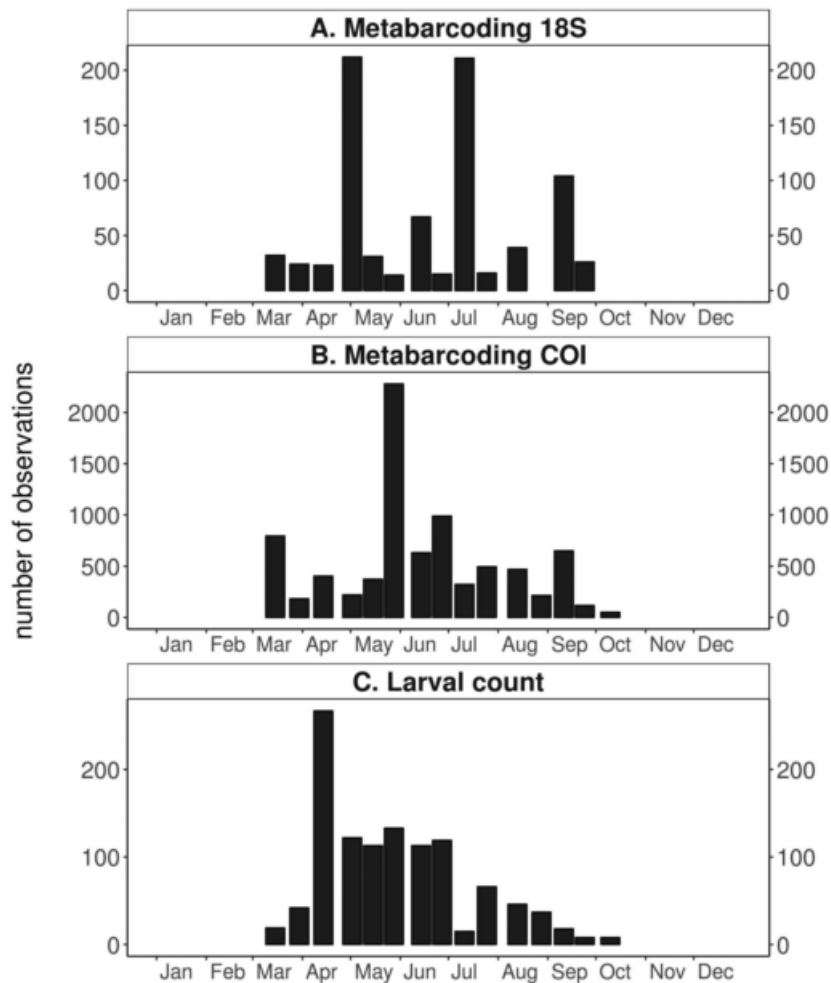 A. Metabarcoding 18S
200 200
150 150
100 100
50 50
0 0
Jan Feb Mar Apr May Jun Jul Aug Sep Oct Nov Dec
B. Metabarcoding COI
number of observations
2000 2000
1500 1500
1000 1000
500 500
0 0
Jan Feb Mar Apr May Jun Jul Aug Sep Oct Nov Dec
C. Larval count
200 200
100 100
0 0
Jan Feb Mar Apr May Jun Jul Aug Sep Oct Nov Dec